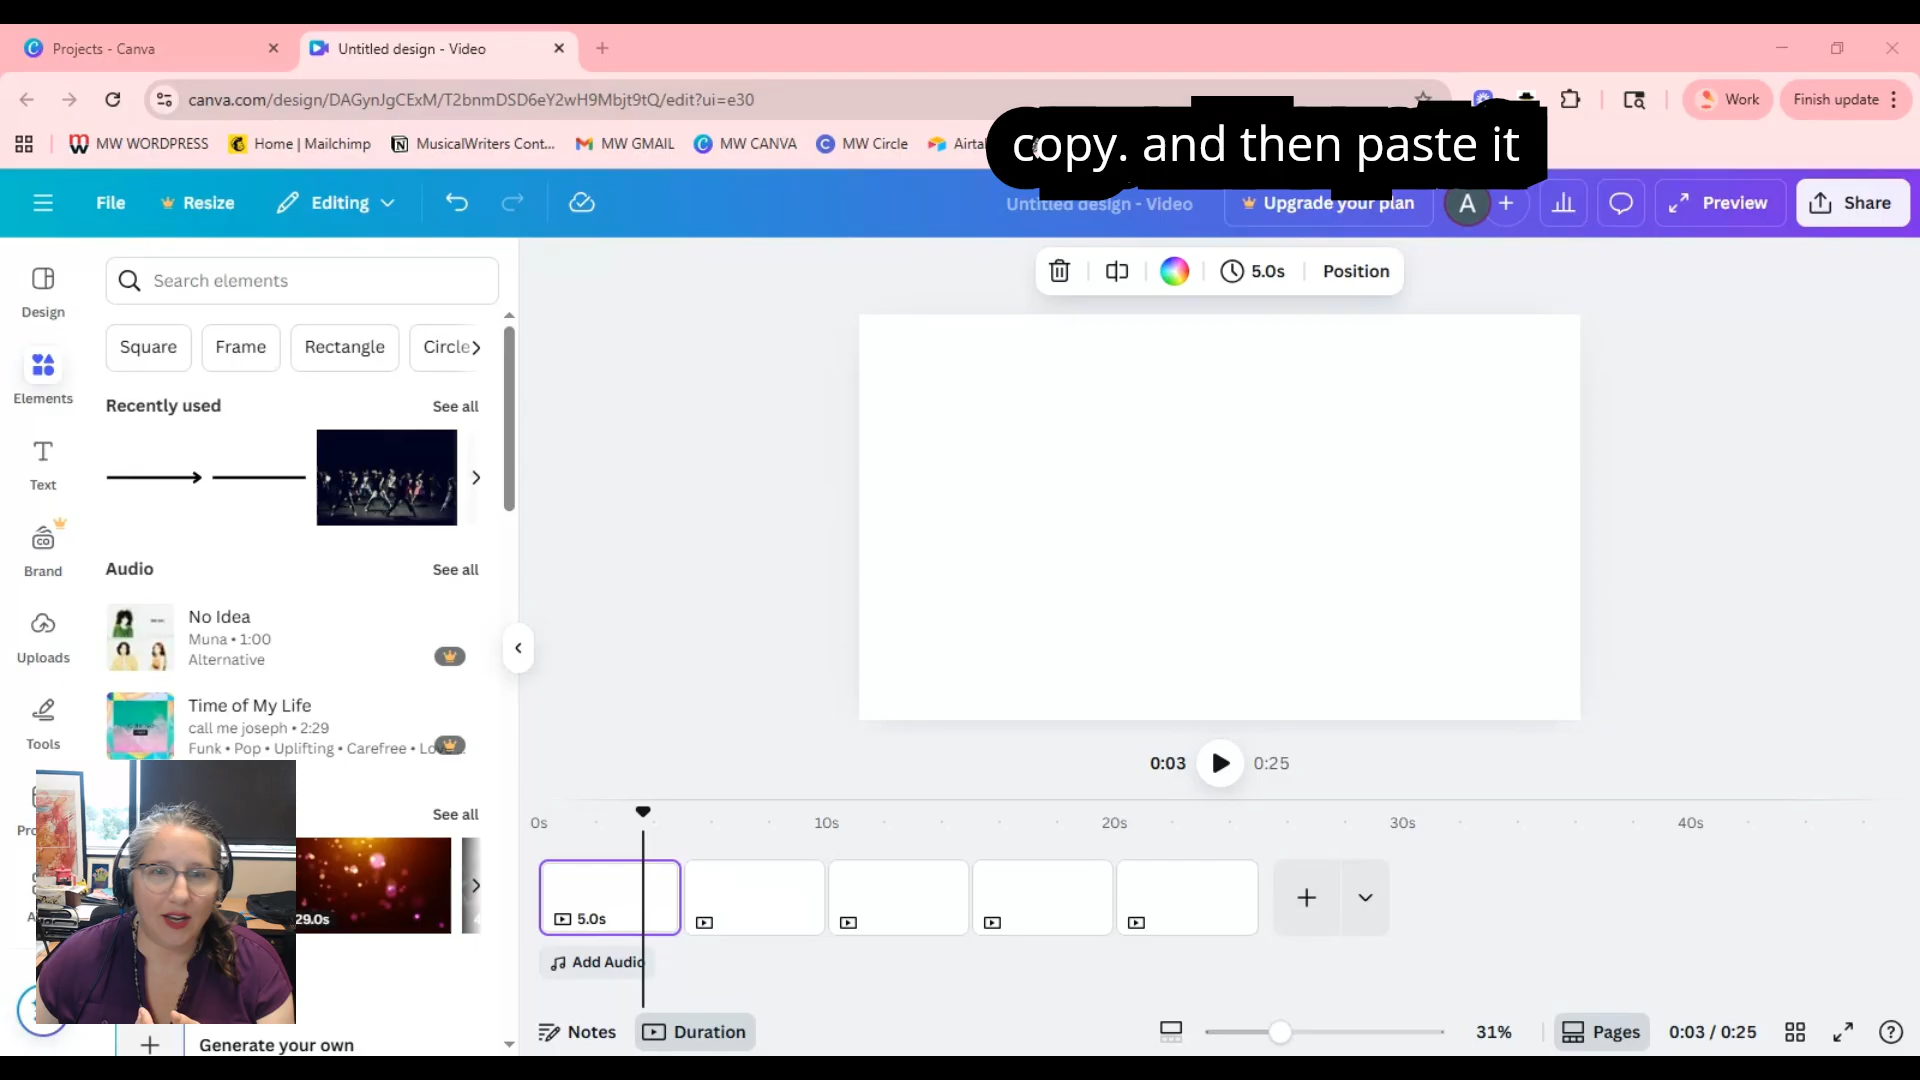 Projects - Canva
Untitled design - Video
canva.com/design/DAGynJgCExM/T2bnmDSD6eY2wH9Mbjt9tQ/edit?ui=e30
Work
Finish update
MW WORDPRESS
Home | Mailchimp
MusicalWriters Cont...
MW GMAIL
MW CANVA
MW Circle
Airta
copy. and then paste it
File
Resize
Editing
Untitled design - Video
Upgrade your plan
A
Preview
Share
Design
Elements
Text
Brand
Uploads
Tools
Search elements
Square
Frame
Rectangle
Circle
Recently used
See all
Audio
See all
No Idea
Muna • 1:00
Alternative
Time of My Life
call me joseph • 2:29
Funk • Pop • Uplifting • Carefree • Lo
See all
29.0s
Generate your own
5.0s
Position
0:03
0:25
0s
10s
20s
30s
40s
5.0s
Add Audio
Notes
Duration
31%
Pages
0:03 / 0:25